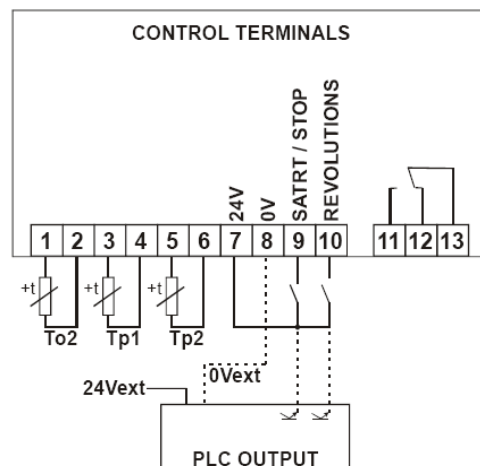 CONTROL TERMINALS
24V
0V
SATRT / STOP
REVOLUTIONS
1 2 3 4 5 6 7 8 9 10 11 12 13
+t +t +t
To2 Tp1 Tp2
0Vext
24Vext
PLC OUTPUT